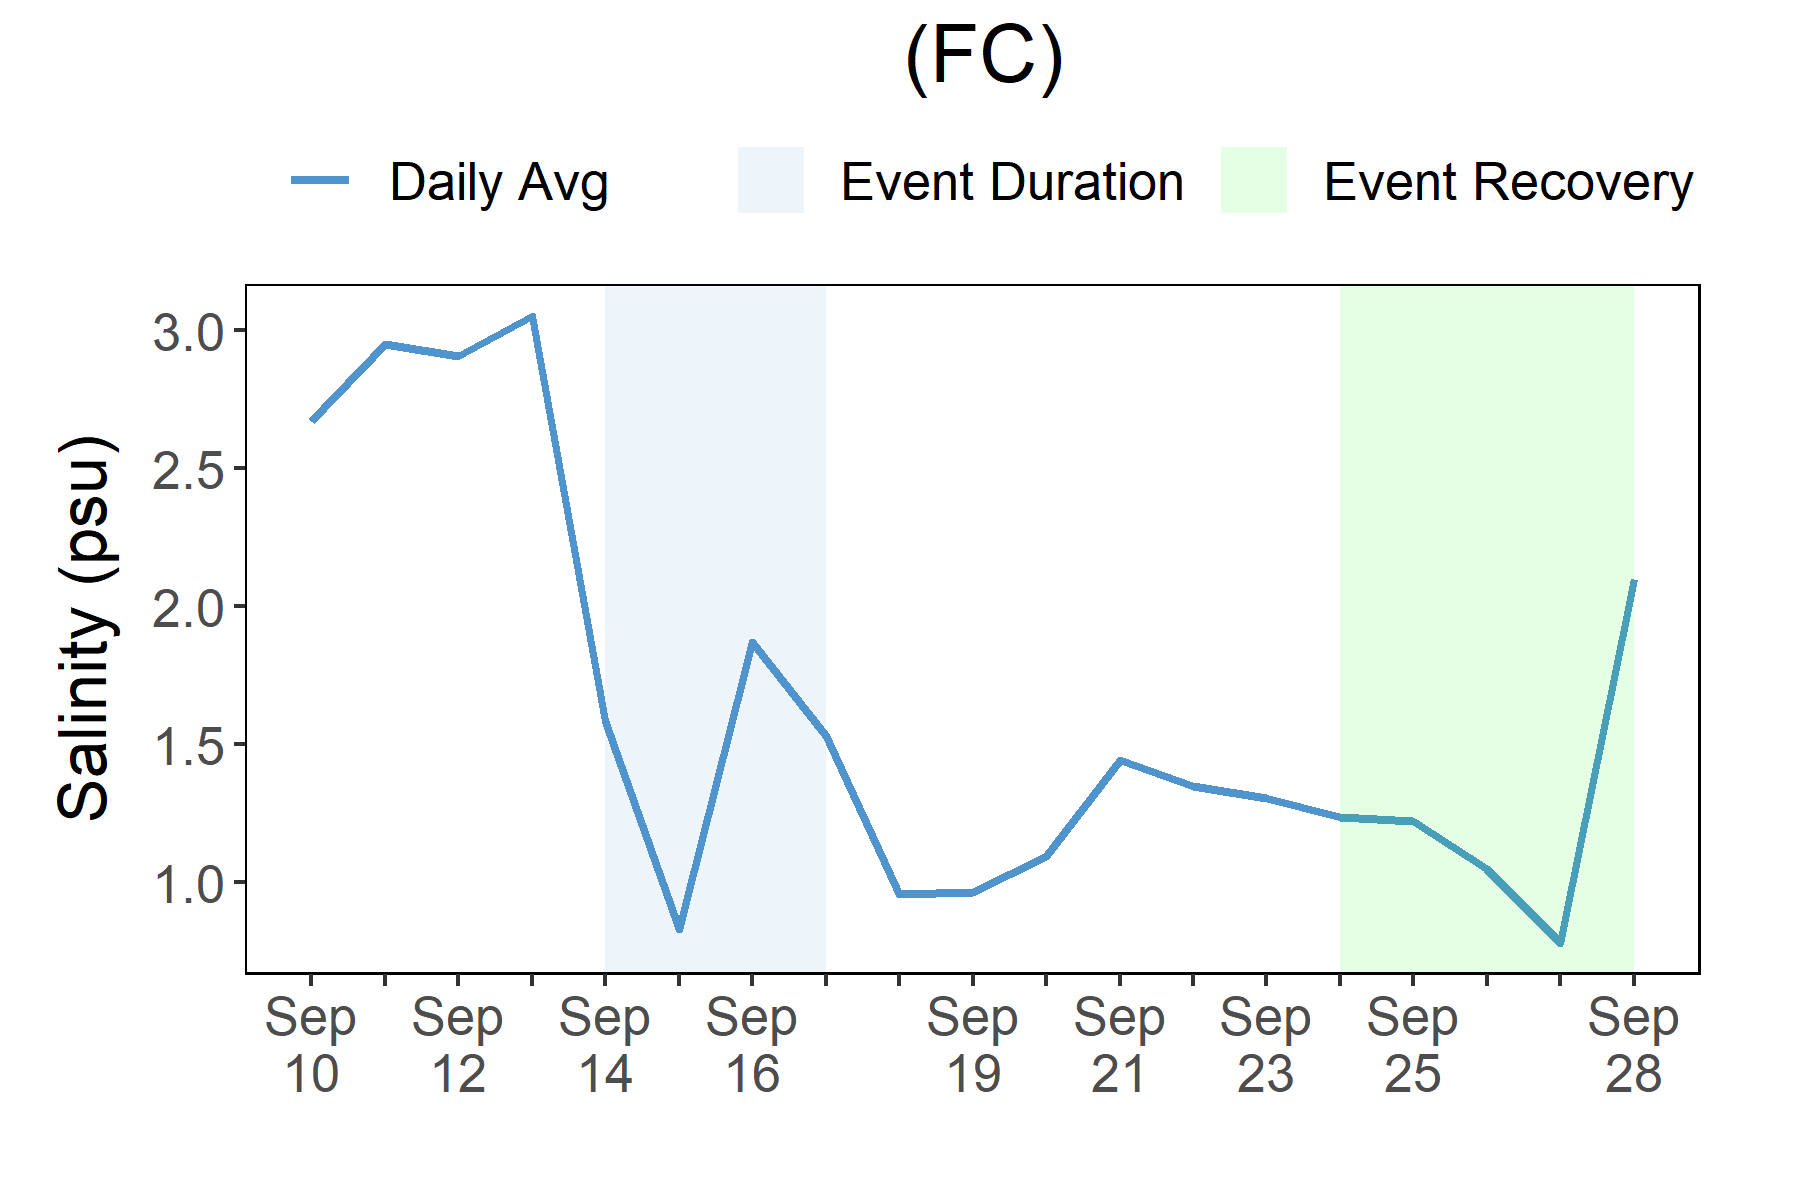 (FC)
Daily Avg Event Duration Event Recovery
Salinity (psu)
3.0
2.5
2.0
1.5
1.0
Sep Sep Sep Sep Sep Sep Sep Sep Sep
10 12 14 16 19 21 23 25 28